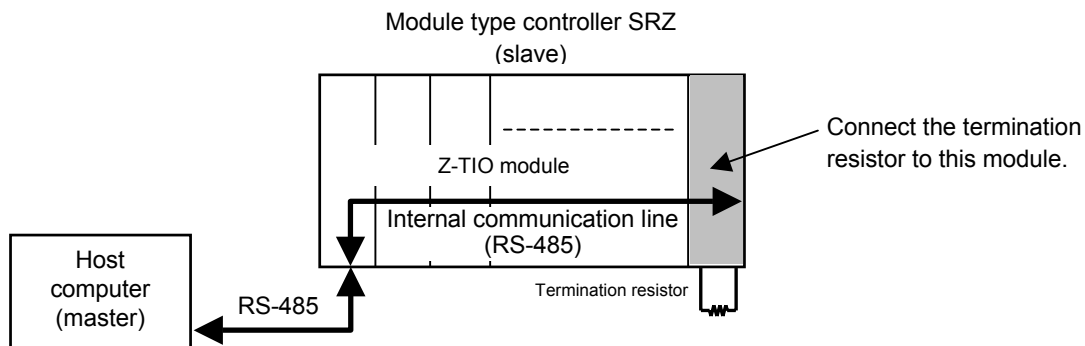 Module type controller SRZ
(slave)
Connect the termination
resistor to this module.
Z-TIO module
Internal communication line
(RS-485)
Host
computer
(master)
RS-485
Termination resistor